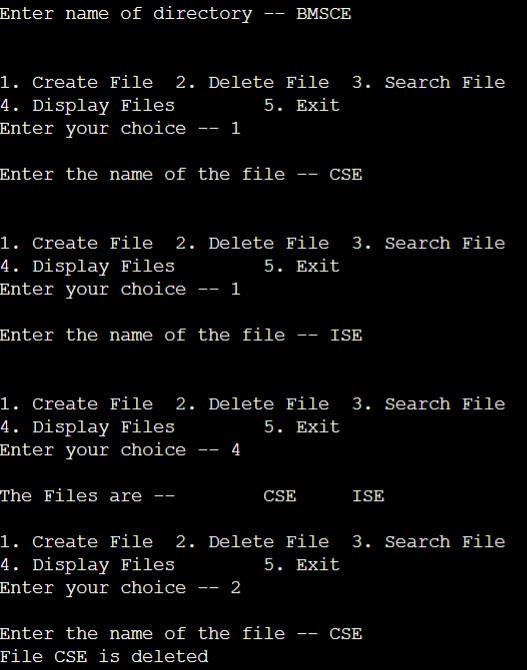 Enter name of directory -- BMSCE
1. Create File  2. Delete File  3. Search File
4. Display Files        5. Exit
Enter your choice -- 1
Enter the name of the file -- CSE
1. Create File  2. Delete File  3. Search File
4. Display Files        5. Exit
Enter your choice -- 1
Enter the name of the file -- ISE
1. Create File  2. Delete File  3. Search File
4. Display Files        5. Exit
Enter your choice -- 4
The Files are --        CSE     ISE
1. Create File  2. Delete File  3. Search File
4. Display Files        5. Exit
Enter your choice -- 2
Enter the name of the file -- CSE
File CSE is deleted